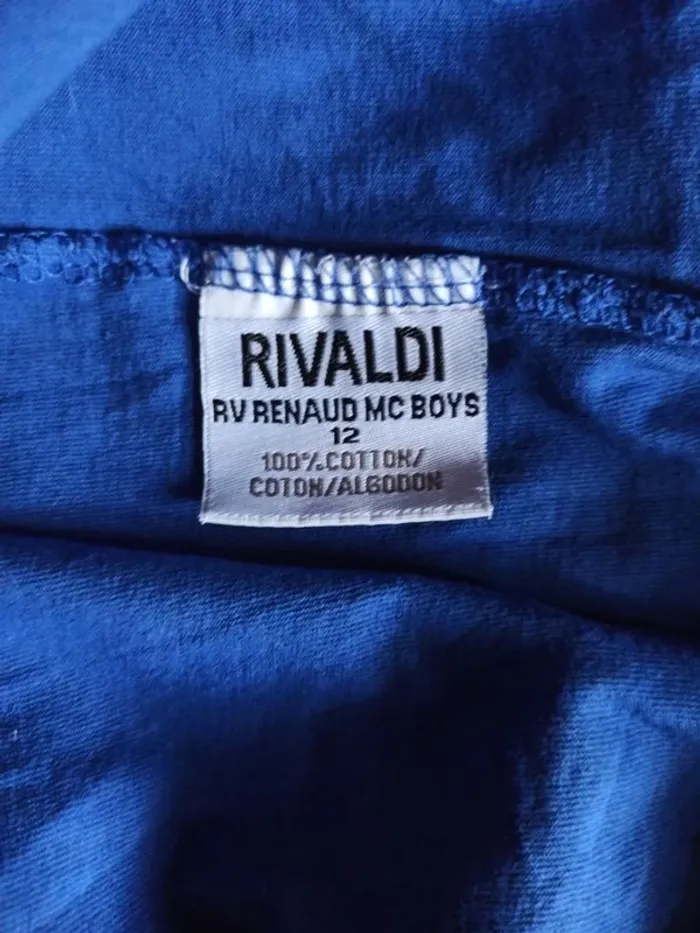 RIVALDI
RV RENAUD MC BOYS
12
100% COTTON/
COTON/ALGODON